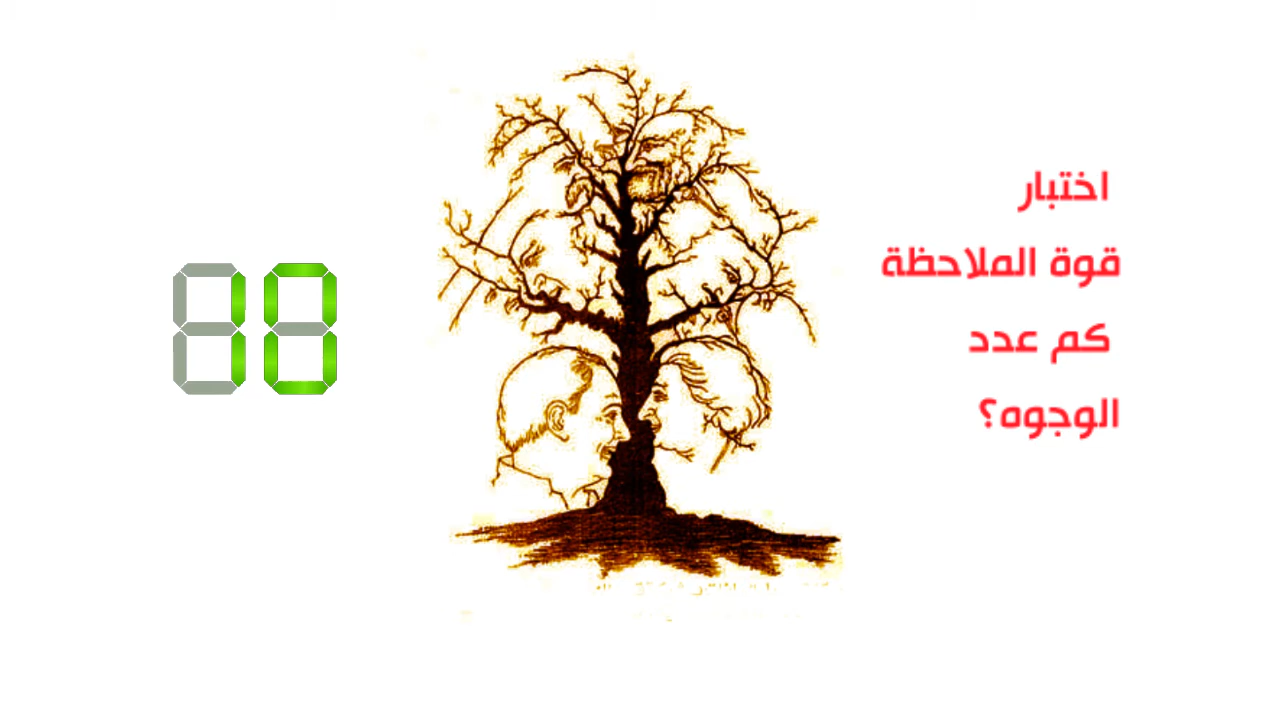 10
اختبار
قوة الملاحظة
كم عدد
الوجوه؟